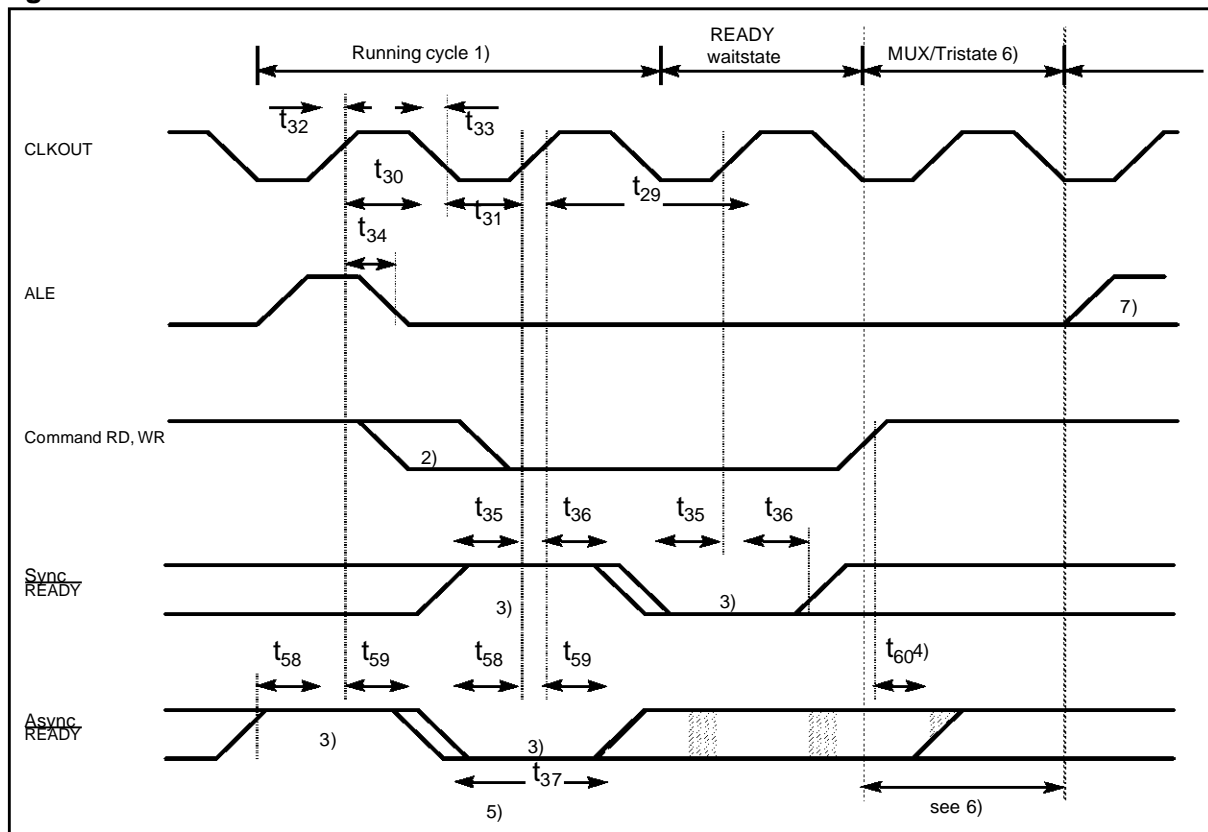 Running cycle 1)
READY
waitstate
MUX/Tristate 6)
t32
t33
CLKOUT
t30
t31
t29
t34
ALE
7)
Command RD, WR
2)
t35
t36
t35
t36
Sync
READY
3)
3)
t58
t59
t58
t59
t604)
Async
READY
3)
3)
t37
5)
see 6)